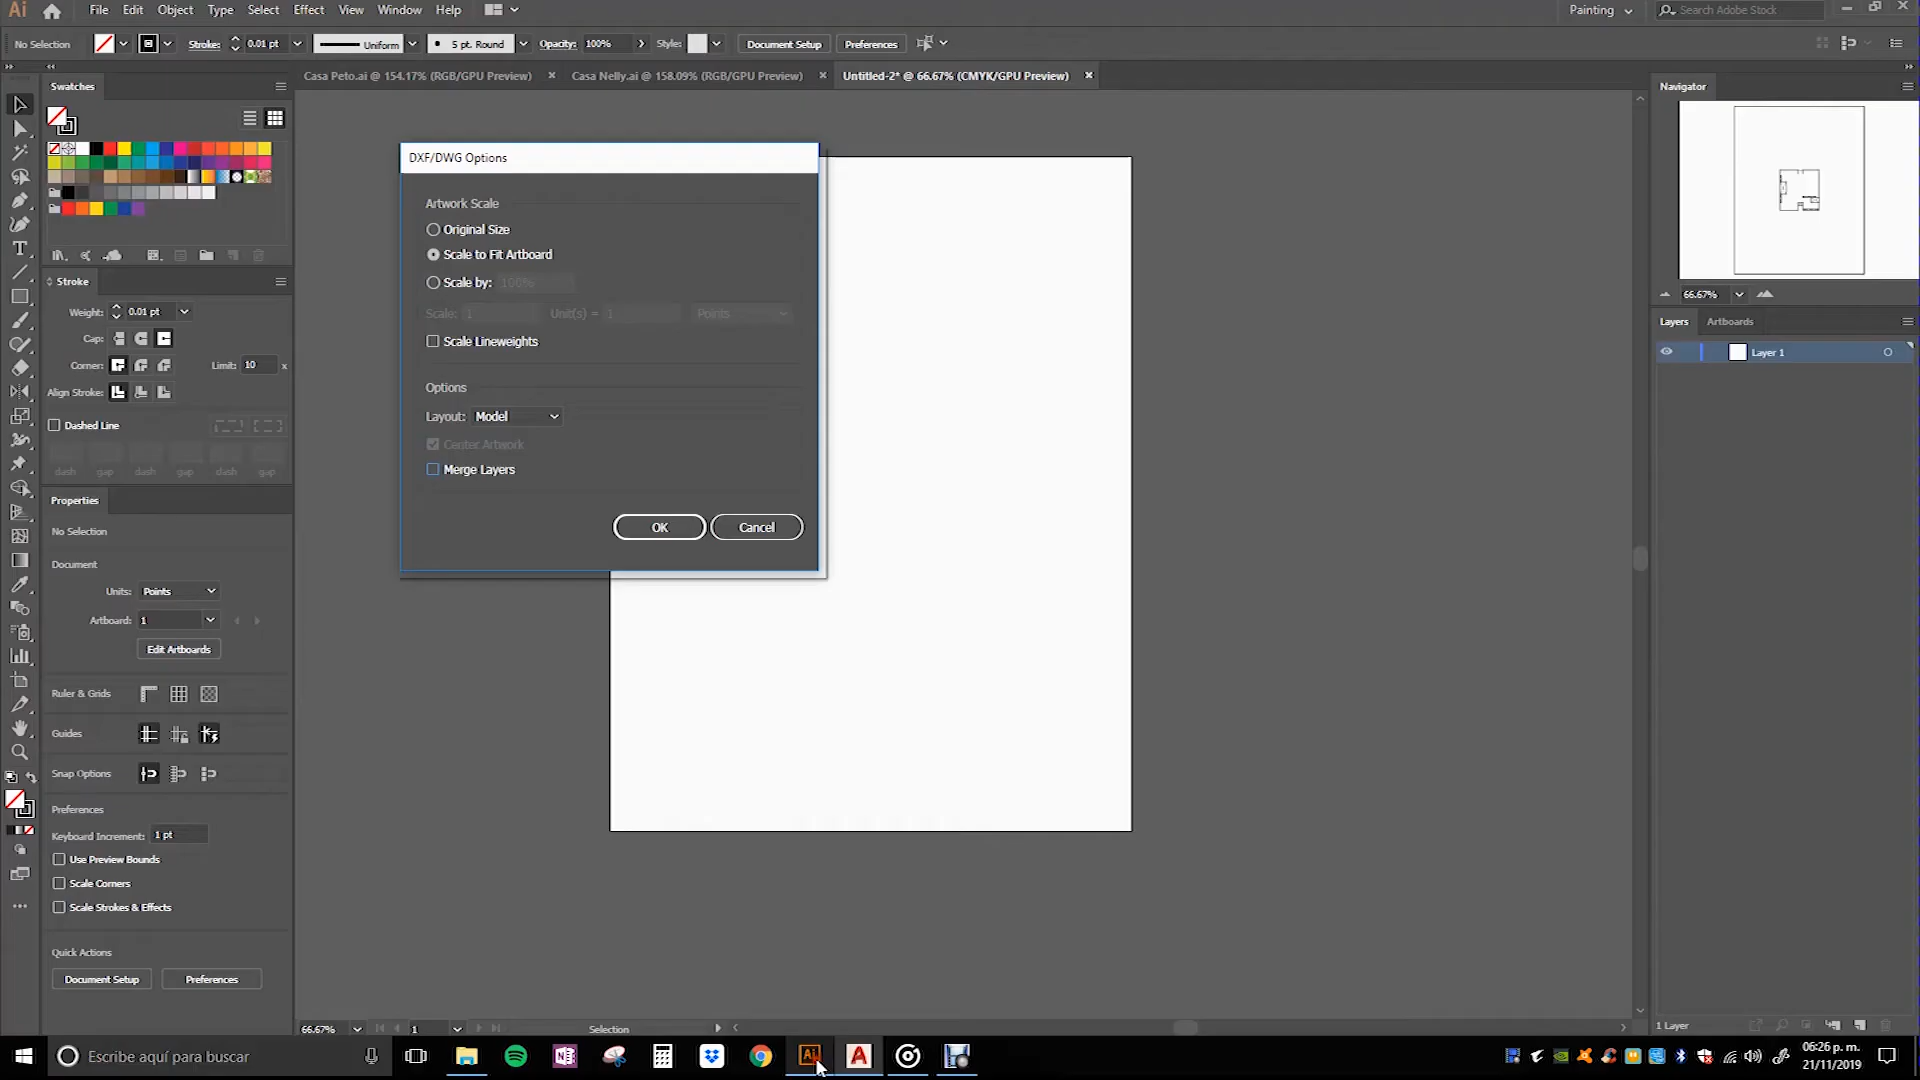 Ai File Edit Object Type Select Effect View Window Help Painting Search Adobe Stock
No Selection Stroke: 0.01 pt Uniform 5 pt. Round Opacity: 100% Style: Document Setup Preferences
Casa Peto.ai @ 154.17% (RGB/GPU Preview) Casa Nelly.ai @ 158.09% (RGB/GPU Preview) Untitled-2* @ 66.67% (CMYK/GPU Preview)
Swatches
Stroke
Weight: 0.01 pt
Cap:
Corner: Limit: 10 x
Align Stroke:
Dashed Line
dash gap dash gap dash gap
Properties
No Selection
Document
Units: Points
Artboard: 1
Edit Artboards
Ruler & Grids
Guides
Snap Options
Preferences
Keyboard Increment: 1 pt
Use Preview Bounds
Scale Corners
Scale Strokes & Effects
Quick Actions
Document Setup Preferences
DXF/DWG Options
Artwork Scale
Original Size
Scale to Fit Artboard
Scale by: 100%
Scale: 1 Unit(s) = 1 Points
Scale Lineweights
Options
Layout: Model
Center Artwork
Merge Layers
OK Cancel
Navigator
66.67%
Layers Artboards
Layer 1
1 Layer
66.67% 1 Selection
Escribe aquí para buscar
06:26 p. m.
21/11/2019